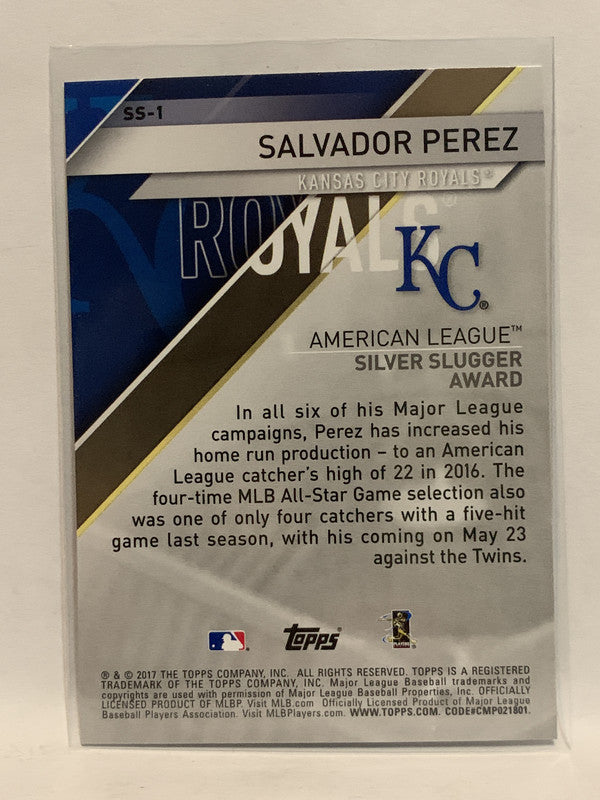 SS-1
SALVADOR PEREZ
KANSAS CITY ROYALS®
ROYALS®
KC®
AMERICAN LEAGUE™
SILVER SLUGGER
AWARD
In all six of his Major League
campaigns, Perez has increased his
home run production – to an American
League catcher's high of 22 in 2016. The
four-time MLB All-Star Game selection also
was one of only four catchers with a five-hit
game last season, with his coming on May 23
against the Twins.
topps
PLAYERS
® & © 2017 THE TOPPS COMPANY, INC. ALL RIGHTS RESERVED. TOPPS IS A REGISTERED
TRADEMARK OF THE TOPPS COMPANY, INC. Major League Baseball trademarks and
copyrights are used with permission of Major League Baseball Properties, Inc. OFFICIALLY
LICENSED PRODUCT OF MLBP. Visit MLB.com Officially Licensed Product of Major League
Baseball Players Association. Visit MLBPlayers.com. WWW.TOPPS.COM. CODE#CMP021801.